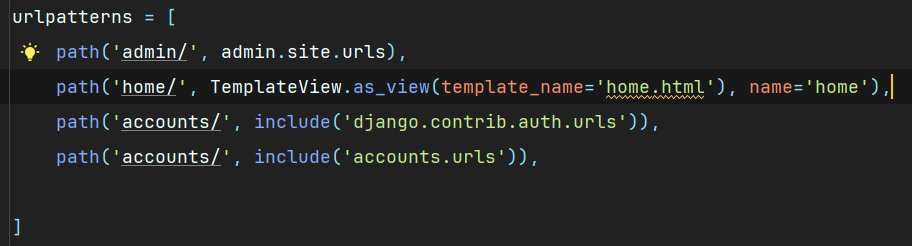 urlpatterns = [
path('admin/', admin.site.urls),
path('home/', TemplateView.as_view(template_name='home.html'), name='home'),
path('accounts/', include('django.contrib.auth.urls')),
path('accounts/', include('accounts.urls')),
]